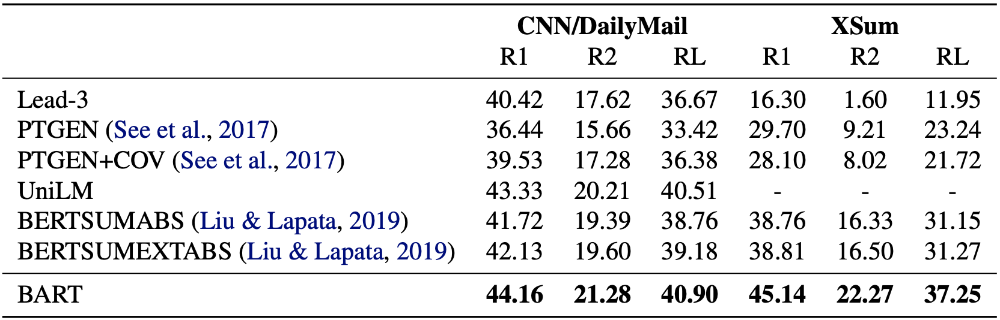 CNN/DailyMail XSum
R1 R2 RL R1 R2 RL
Lead-3 40.42 17.62 36.67 16.30 1.60 11.95
PTGEN (See et al., 2017) 36.44 15.66 33.42 29.70 9.21 23.24
PTGEN+COV (See et al., 2017) 39.53 17.28 36.38 28.10 8.02 21.72
UniLM 43.33 20.21 40.51 - - -
BERTSUMABS (Liu & Lapata, 2019) 41.72 19.39 38.76 38.76 16.33 31.15
BERTSUMEXTABS (Liu & Lapata, 2019) 42.13 19.60 39.18 38.81 16.50 31.27
BART 44.16 21.28 40.90 45.14 22.27 37.25